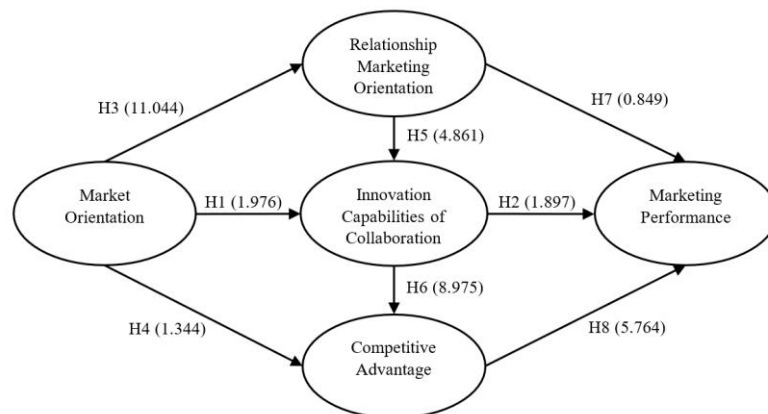 Relationship
Marketing
Orientation
H3 (11.044)
H7 (0.849)
H5 (4.861)
Market
Orientation
H1 (1.976)
Innovation
Capabilities of
Collaboration
H2 (1.897)
Marketing
Performance
H6 (8.975)
H4 (1.344)
H8 (5.764)
Competitive
Advantage